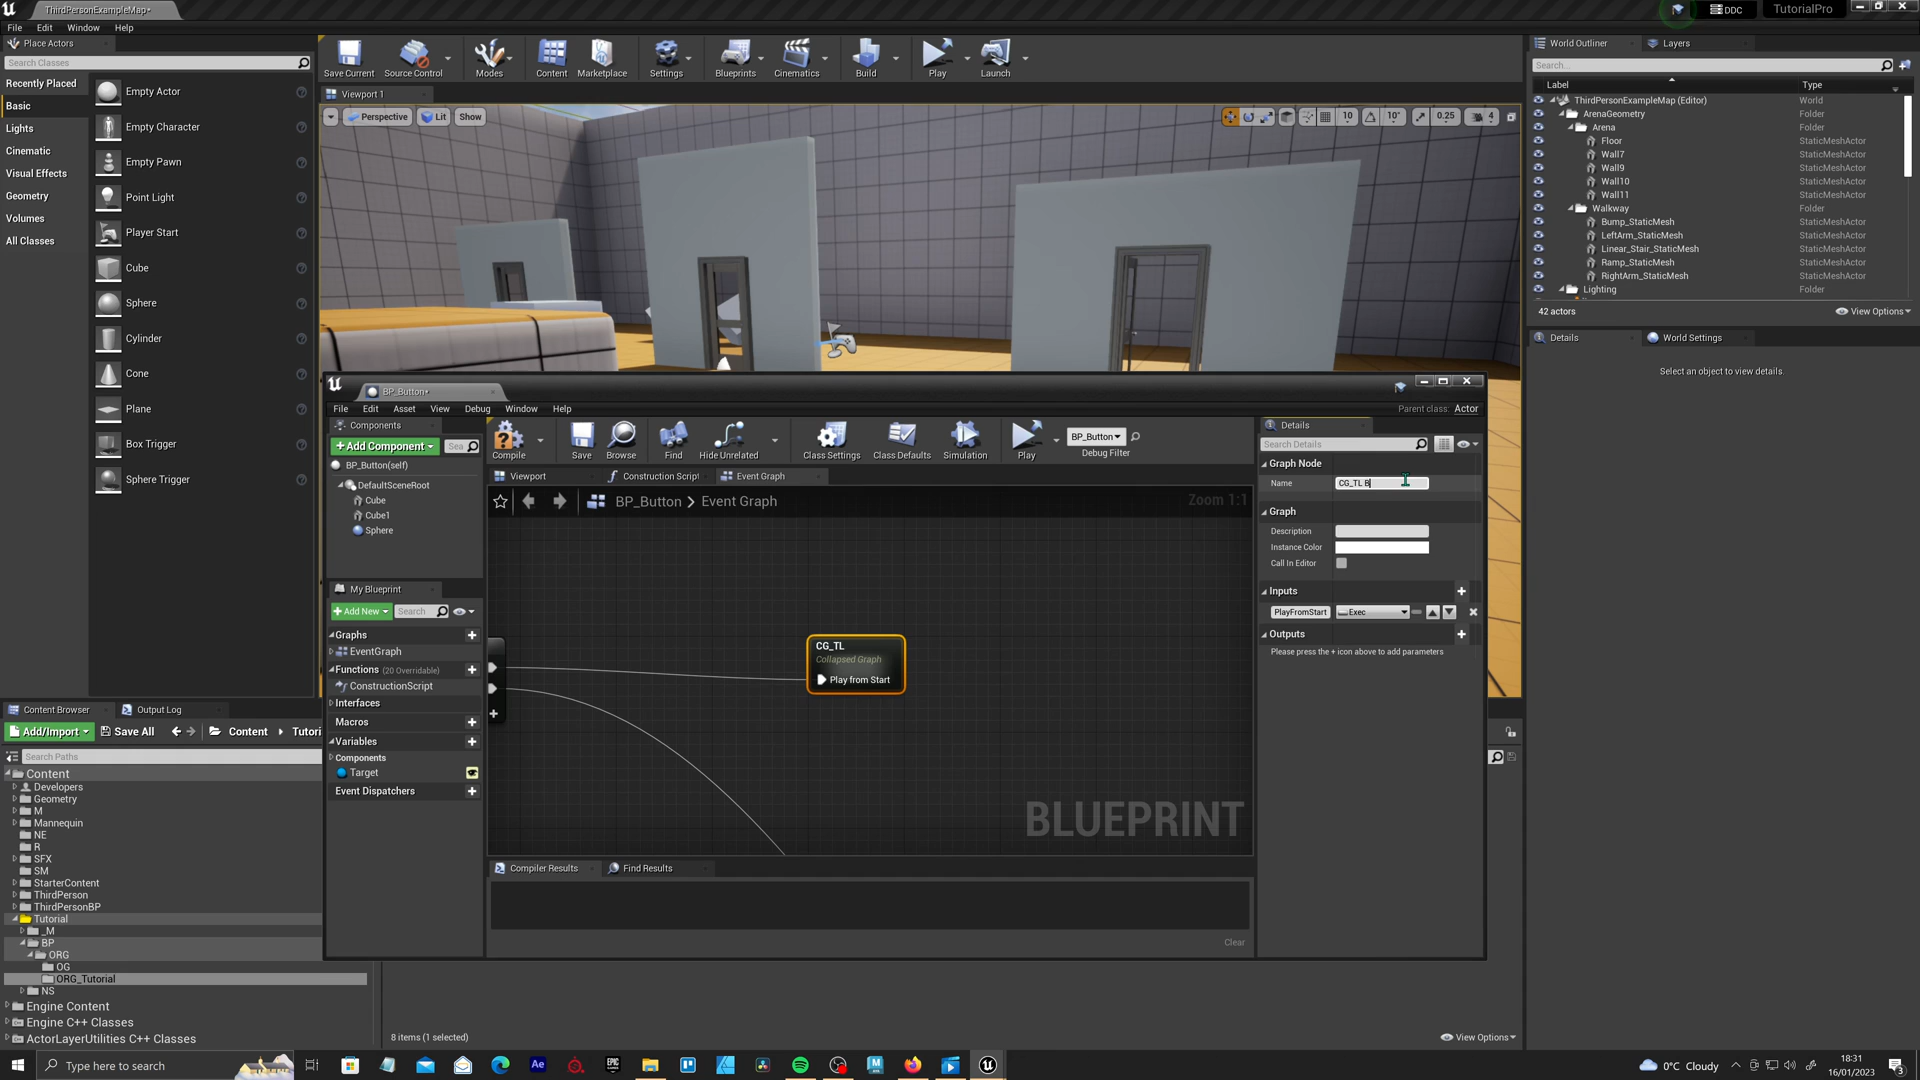 ThirdPersonExampleMap*
DDC
TutorialPro
File Edit Window Help
Place Actors
Search Classes
Recently Placed
Basic
Lights
Cinematic
Visual Effects
Geometry
Volumes
All Classes
Empty Actor
Empty Character
Empty Pawn
Point Light
Player Start
Cube
Sphere
Cylinder
Cone
Plane
Box Trigger
Sphere Trigger
Save Current
Source Control
Modes
Content
Marketplace
Settings
Blueprints
Cinematics
Build
Play
Launch
Viewport 1
Perspective
Lit
Show
10
10°
0.25
4
World Outliner
Layers
Search...
Label Type
ThirdPersonExampleMap (Editor) World
ArenaGeometry Folder
Arena Folder
Floor StaticMeshActor
Wall7 StaticMeshActor
Wall9 StaticMeshActor
Wall10 StaticMeshActor
Wall11 StaticMeshActor
Walkway Folder
Bump_StaticMesh StaticMeshActor
LeftArm_StaticMesh StaticMeshActor
Linear_Stair_StaticMesh StaticMeshActor
Ramp_StaticMesh StaticMeshActor
RightArm_StaticMesh StaticMeshActor
Lighting Folder
42 actors
View Options
Details
World Settings
Select an object to view details.
BP_Button*
File Edit Asset View Debug Window Help
Parent class: Actor
Components
+Add Component
Sea
BP_Button(self)
DefaultSceneRoot
Cube
Cube1
Sphere
My Blueprint
+Add New
Search
Graphs
EventGraph
Functions (20 Overridable)
ConstructionScript
Interfaces
Macros
Variables
Components
Target
Event Dispatchers
Compile
Save
Browse
Find
Hide Unrelated
Class Settings
Class Defaults
Simulation
Play
BP_Button
Debug Filter
Viewport
Construction Script
Event Graph
BP_Button > Event Graph
Zoom 1:1
CG_TL
Collapsed Graph
Play from Start
BLUEPRINT
Compiler Results
Find Results
Clear
Details
Search Details
Graph Node
Name CG_TL B
Graph
Description
Instance Color
Call In Editor
Inputs
PlayFromStart Exec
Outputs
Please press the + icon above to add parameters
Content Browser
Output Log
Add/Import
Save All
Content
Tutori
Search Paths
Content
Developers
Geometry
M
Mannequin
NE
R
SFX
SM
StarterContent
ThirdPerson
ThirdPersonBP
Tutorial
_M
BP
ORG
OG
ORG_Tutorial
NS
Engine Content
Engine C++ Classes
ActorLayerUtilities C++ Classes
8 items (1 selected)
View Options
Type here to search
Ae
EPIC GAMES
M
0°C Cloudy
18:31
16/01/2023
3